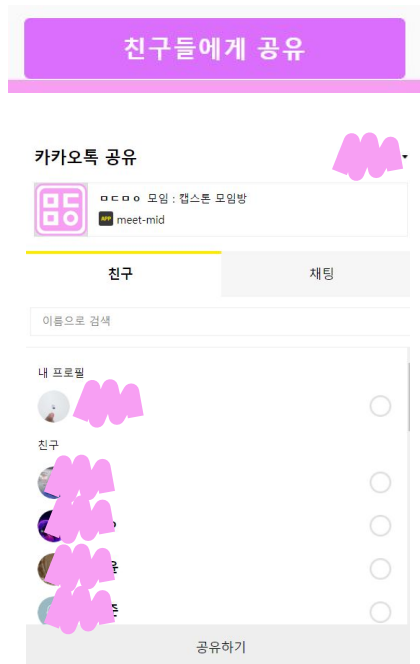 친구들에게 공유
카카오톡 공유
ㅁㄷㅁㅇ 모임 : 캡스톤 모임방
APP meet-mid
친구 채팅
이름으로 검색
내 프로필
친구
윤
준
공유하기